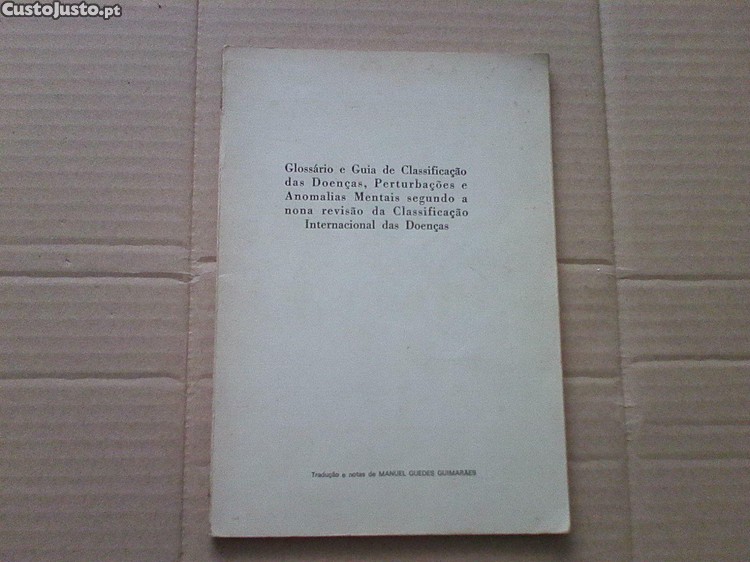 CustoJusto.pt
Glossário e Guia de Classificação
das Doenças, Perturbações e
Anomalias Mentais segundo a
nona revisão da Classificação
Internacional das Doenças
Tradução e notas de MANUEL GUEDES GUIMARÃES